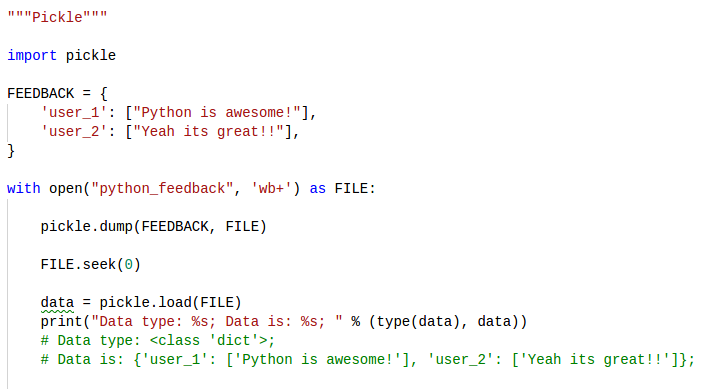 """Pickle"""
import pickle
FEEDBACK = {
    'user_1': ["Python is awesome!"],
    'user_2': ["Yeah its great!!"],
}
with open("python_feedback", 'wb+') as FILE:
    pickle.dump(FEEDBACK, FILE)
    FILE.seek(0)
    data = pickle.load(FILE)
    print("Data type: %s; Data is: %s; " % (type(data), data))
    # Data type: <class 'dict'>;
    # Data is: {'user_1': ['Python is awesome!'], 'user_2': ['Yeah its great!!']};